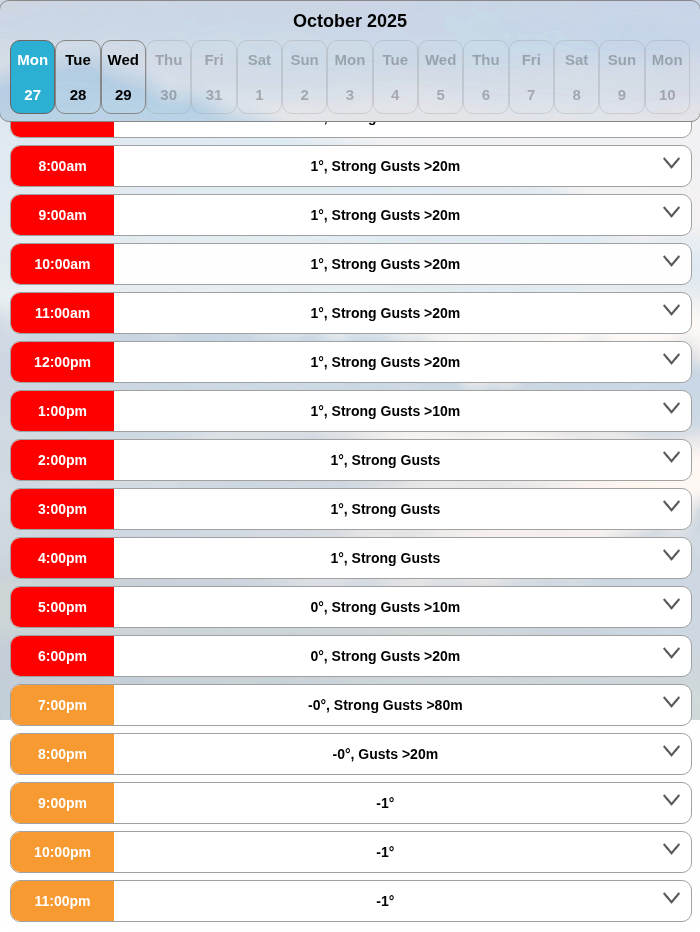 October 2025
Mon Tue Wed Thu Fri Sat Sun Mon Tue Wed Thu Fri Sat Sun Mon
27 28 29 30 31 1 2 3 4 5 6 7 8 9 10
8:00am 1°, Strong Gusts >20m
9:00am 1°, Strong Gusts >20m
10:00am 1°, Strong Gusts >20m
11:00am 1°, Strong Gusts >20m
12:00pm 1°, Strong Gusts >20m
1:00pm 1°, Strong Gusts >10m
2:00pm 1°, Strong Gusts
3:00pm 1°, Strong Gusts
4:00pm 1°, Strong Gusts
5:00pm 0°, Strong Gusts >10m
6:00pm 0°, Strong Gusts >20m
7:00pm -0°, Strong Gusts >80m
8:00pm -0°, Gusts >20m
9:00pm -1°
10:00pm -1°
11:00pm -1°